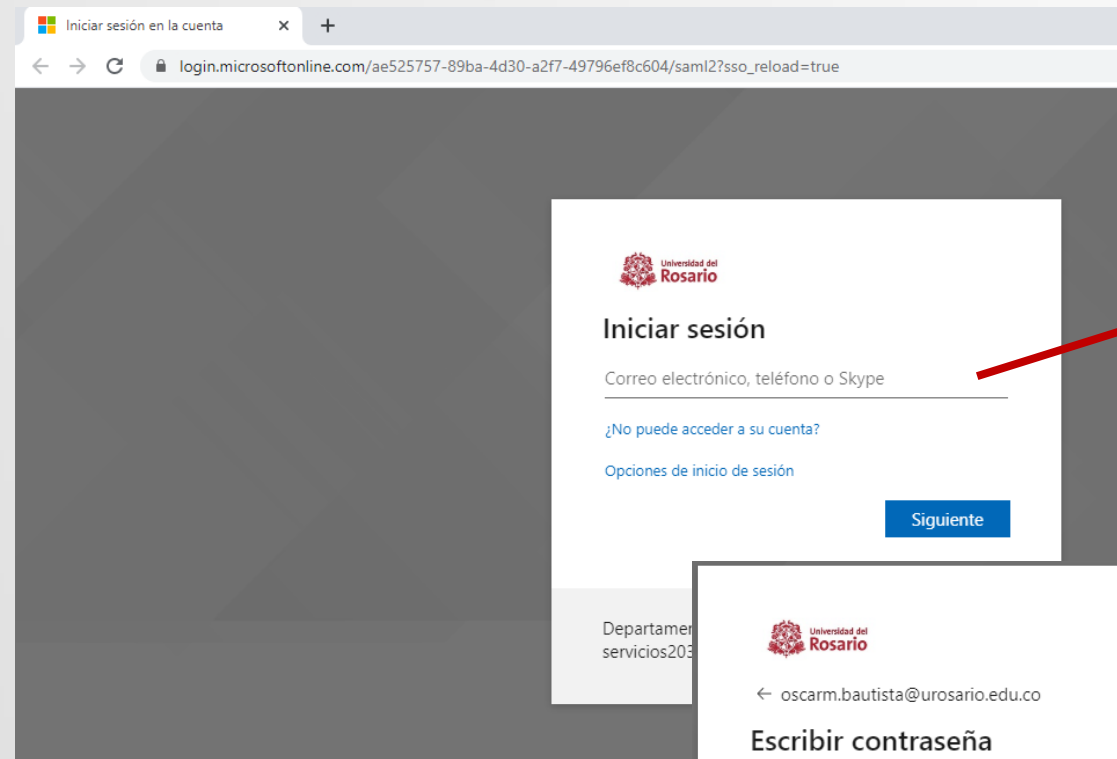 Iniciar sesión en la cuenta
login.microsoftonline.com/ae525757-89ba-4d30-a2f7-49796ef8c604/saml2?sso_reload=true
Universidad del
Rosario
Iniciar sesión
Correo electrónico, teléfono o Skype
¿No puede acceder a su cuenta?
Opciones de inicio de sesión
Siguiente
Departamen
servicios203
Universidad del
Rosario
oscarm.bautista@urosario.edu.co
Escribir contraseña